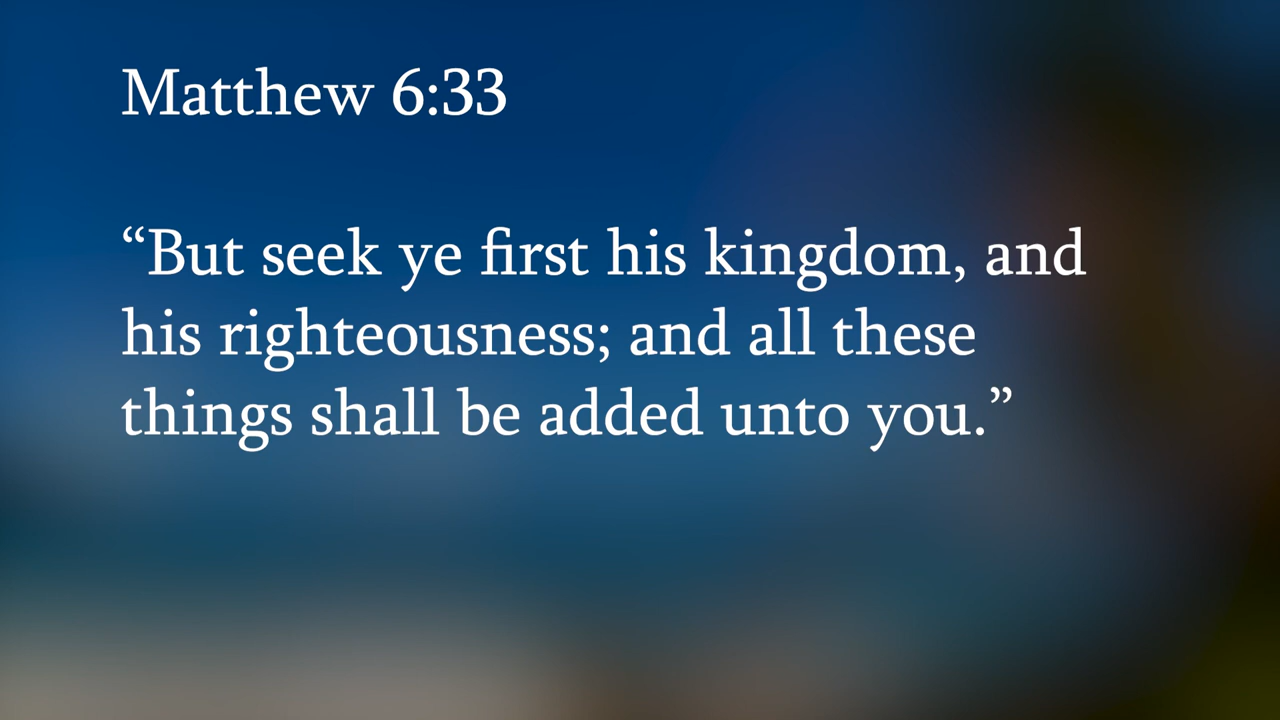 Matthew 6:33
“But seek ye first his kingdom, and
his righteousness; and all these
things shall be added unto you.”